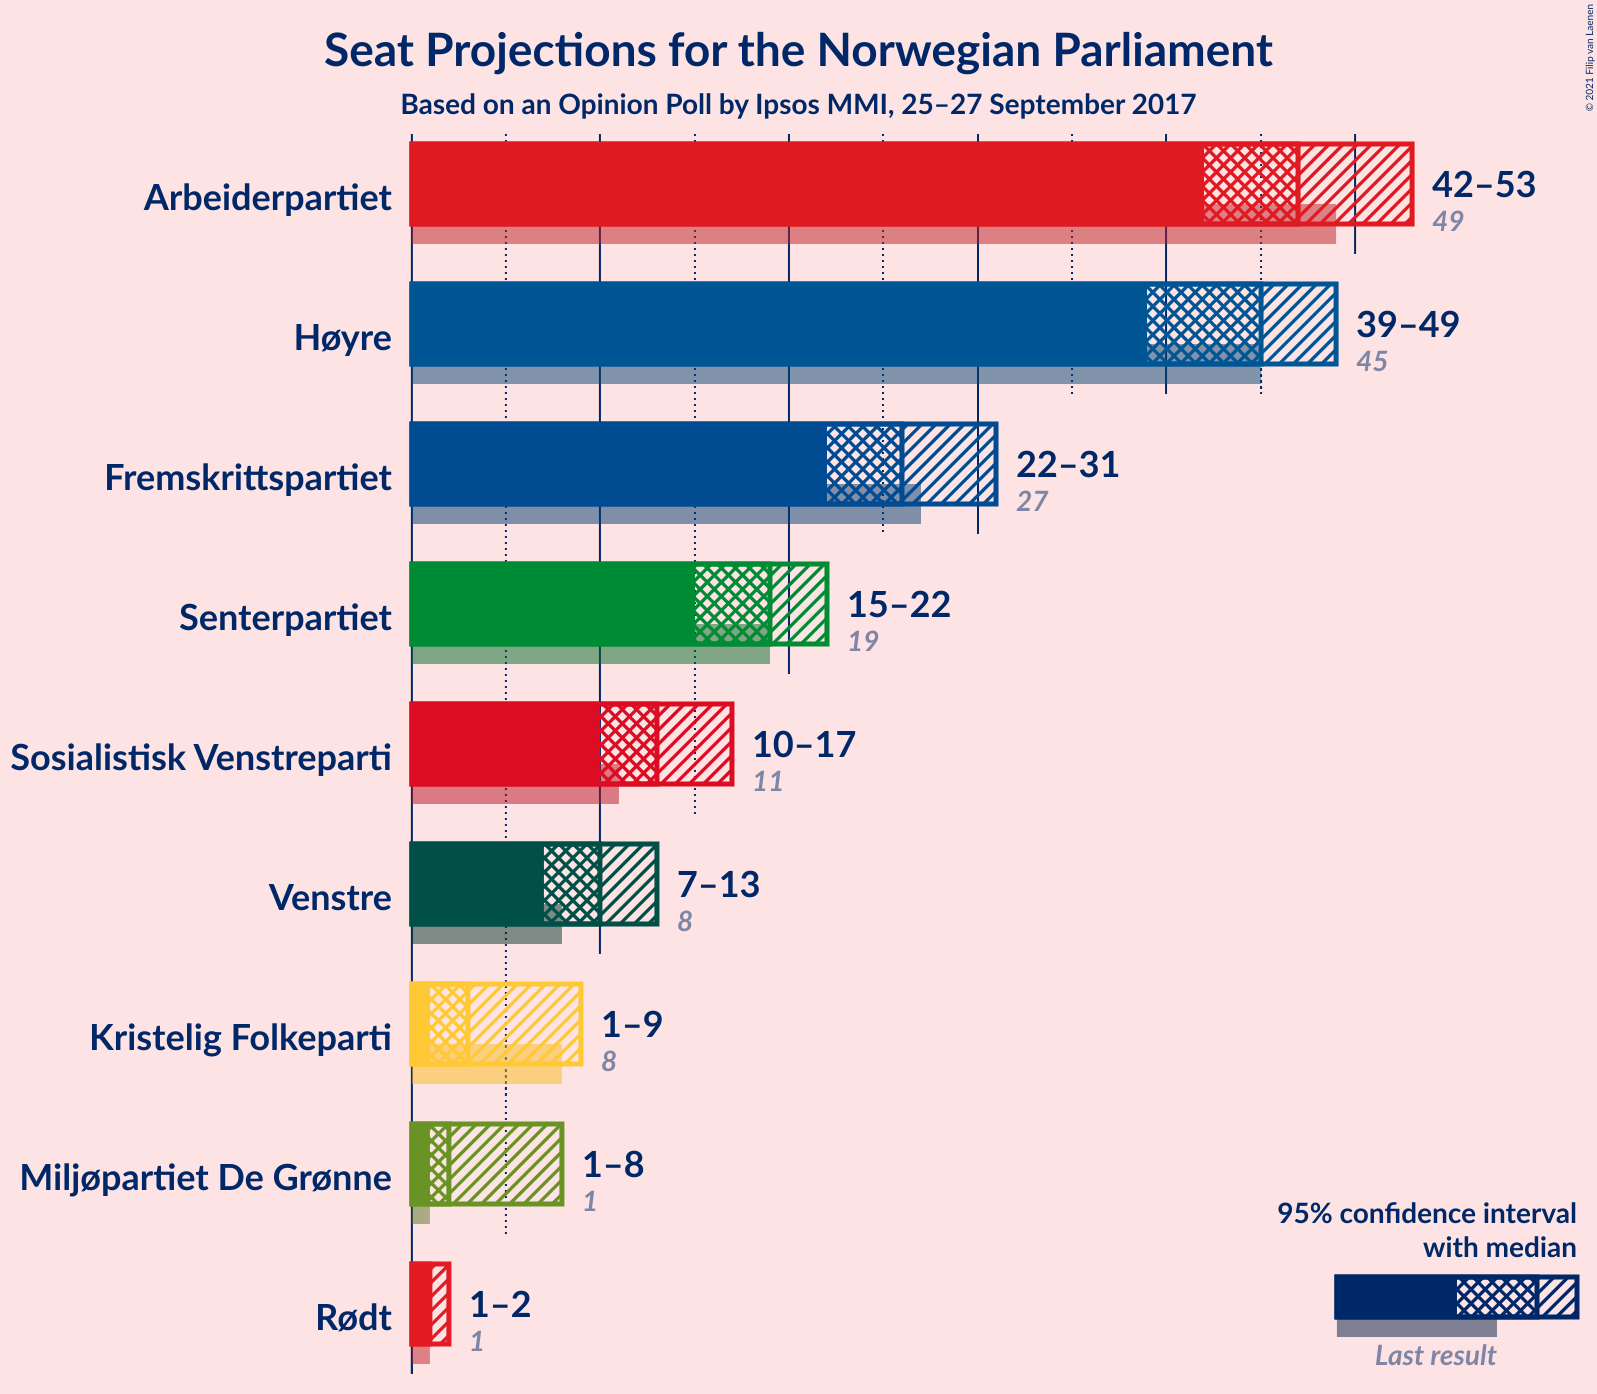 Seat Projections for the Norwegian Parliament
Based on an Opinion Poll by Ipsos MMI, 25–27 September 2017
© 2021 Filip van Laenen
Arbeiderpartiet
42–53
49
Høyre
39–49
45
Fremskrittspartiet
22–31
27
Senterpartiet
15–22
19
Sosialistisk Venstreparti
10–17
11
Venstre
7–13
8
Kristelig Folkeparti
1–9
8
Miljøpartiet De Grønne
1–8
1
Rødt
1–2
1
95% confidence interval
with median
Last result